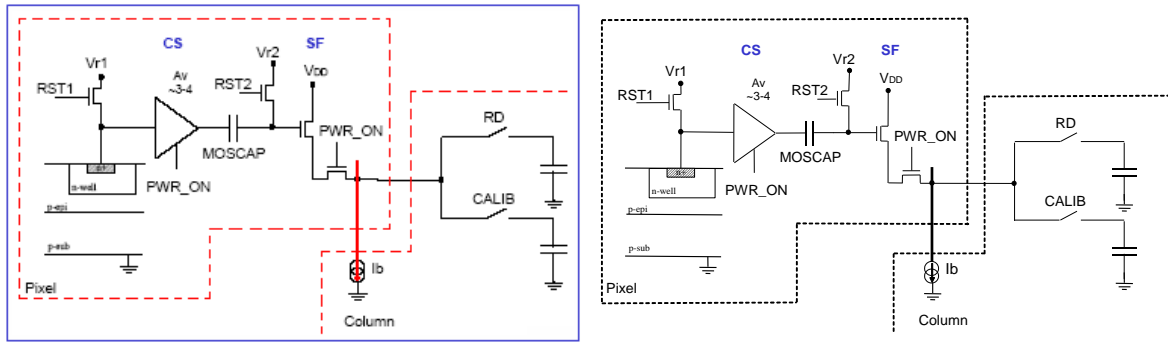 CS
SF
Vr1
Vr2
VDD
Av
~3-4
RST1
RST2
PWR_ON
MOSCAP
n+
n-well
PWR_ON
p-epi
p-sub
RD
CALIB
Ib
Pixel
Column
CS
SF
Vr1
Vr2
VDD
Av
~3-4
RST1
RST2
PWR_ON
MOSCAP
n+
n-well
PWR_ON
p-epi
p-sub
RD
CALIB
Ib
Pixel
Column